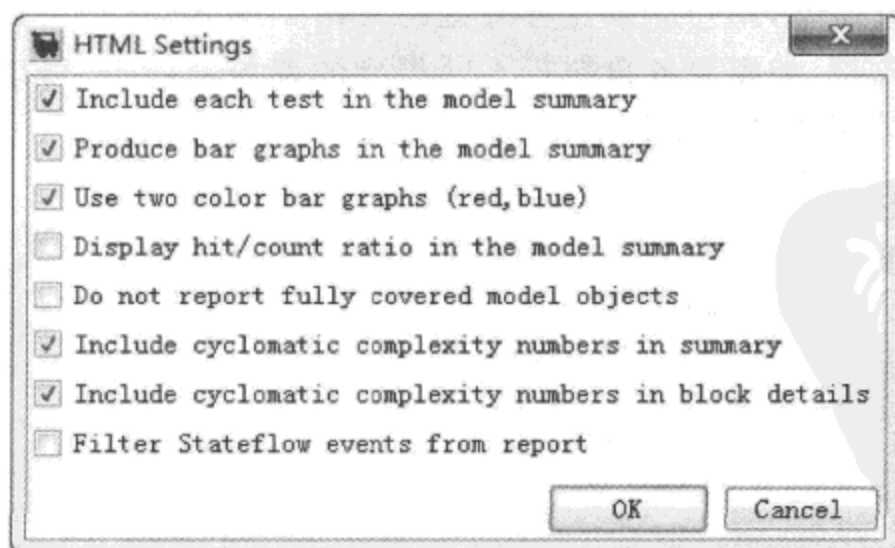 HTML Settings
Include each test in the model summary
Produce bar graphs in the model summary
Use two color bar graphs (red,blue)
Display hit/count ratio in the model summary
Do not report fully covered model objects
Include cyclomatic complexity numbers in summary
Include cyclomatic complexity numbers in block details
Filter Stateflow events from report
OK Cancel